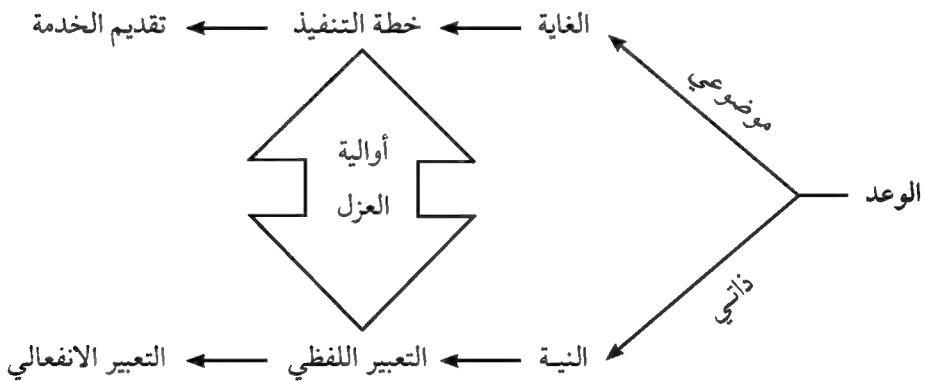 الغاية
خطة التنفيذ
تقديم الخدمة
موضوعي
أوالية
العزل
الوعد
ذاتي
النيـة
التعبير اللفظي
التعبير الانفعالي